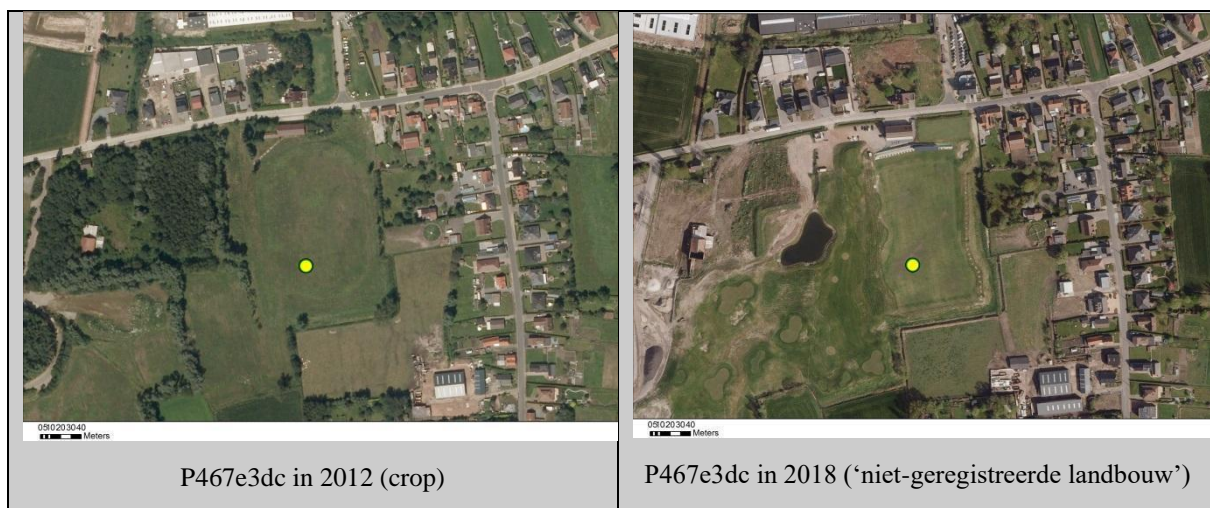 0510203040
Meters
P467e3dc in 2012 (crop)
0510203040
Meters
P467e3dc in 2018 (‘niet-geregistreerde landbouw’)